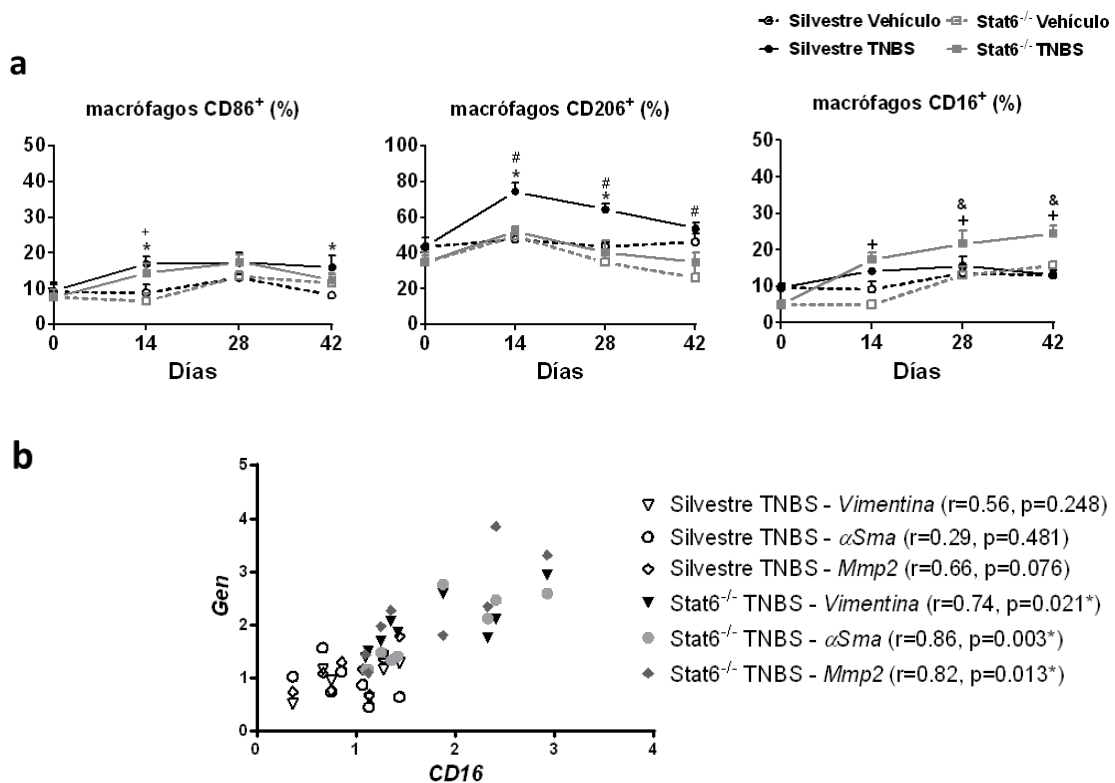 Silvestre Vehículo Stat6-/- Vehículo
Silvestre TNBS Stat6-/- TNBS
a
macrófagos CD86+ (%)
50
40
30
20
10
0
+
*
*
0 14 28 42
Días
macrófagos CD206+ (%)
100
80
60
40
20
0
#
*
#
*
#
0 14 28 42
Días
macrófagos CD16+ (%)
50
40
30
20
10
0
+
&
+
&
+
0 14 28 42
Días
b
Gen
5
4
3
2
1
0
0 1 2 3 4
CD16
Silvestre TNBS - Vimentina (r=0.56, p=0.248)
Silvestre TNBS - αSma (r=0.29, p=0.481)
Silvestre TNBS - Mmp2 (r=0.66, p=0.076)
Stat6-/- TNBS - Vimentina (r=0.74, p=0.021*)
Stat6-/- TNBS - αSma (r=0.86, p=0.003*)
Stat6-/- TNBS - Mmp2 (r=0.82, p=0.013*)